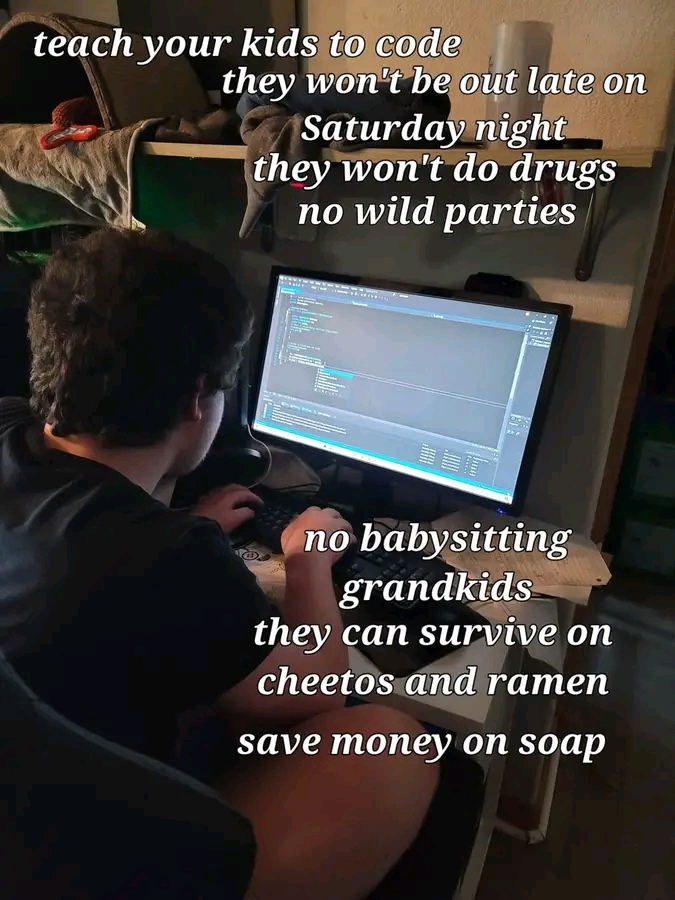 teach your kids to code
they won't be out late on
Saturday night
they won't do drugs
no wild parties
no babysitting
grandkids
they can survive on
cheetos and ramen
save money on soap